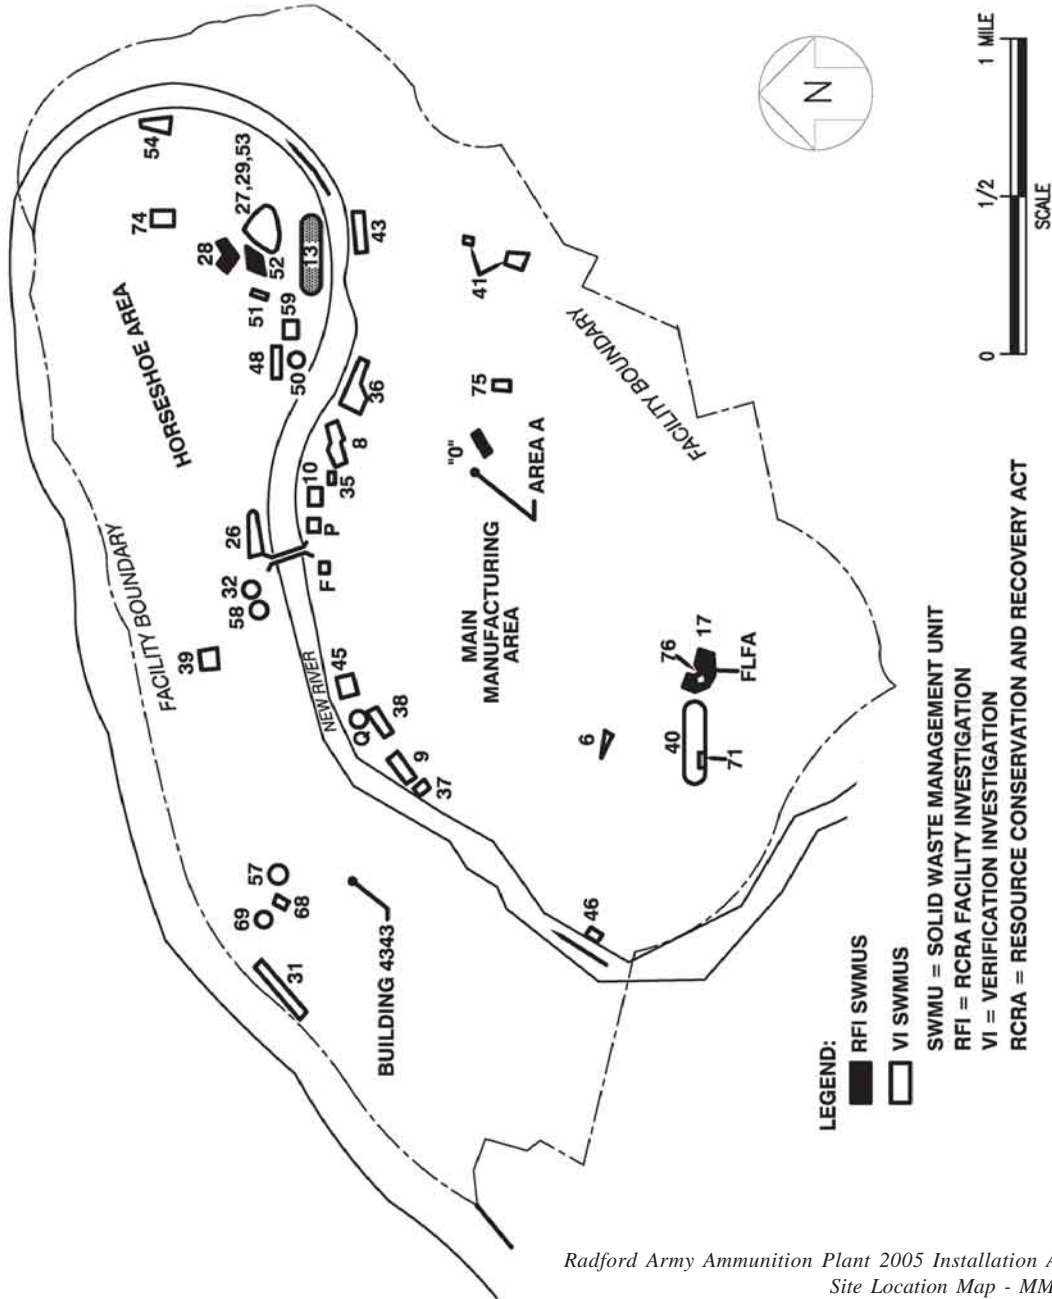 54
74
27,29,53
28
52
13
43
HORSESHOE AREA
51
59
48
50
41
36
75
FACILITY BOUNDARY
8
"0"
35
10
AREA A
P
26
F
32
58
FACILITY BOUNDARY
39
MAIN
MANUFACTURING
AREA
NEW RIVER
45
38
Q
9
37
76
17
FLFA
6
40
71
57
68
69
31
BUILDING 4343
46
N
0
1/2
1 MILE
SCALE
LEGEND:
RFI SWMUS
VI SWMUS
SWMU = SOLID WASTE MANAGEMENT UNIT
RFI = RCRA FACILITY INVESTIGATION
VI = VERIFICATION INVESTIGATION
RCRA = RESOURCE CONSERVATION AND RECOVERY ACT
Radford Army Ammunition Plant 2005 Installation A
Site Location Map - MM